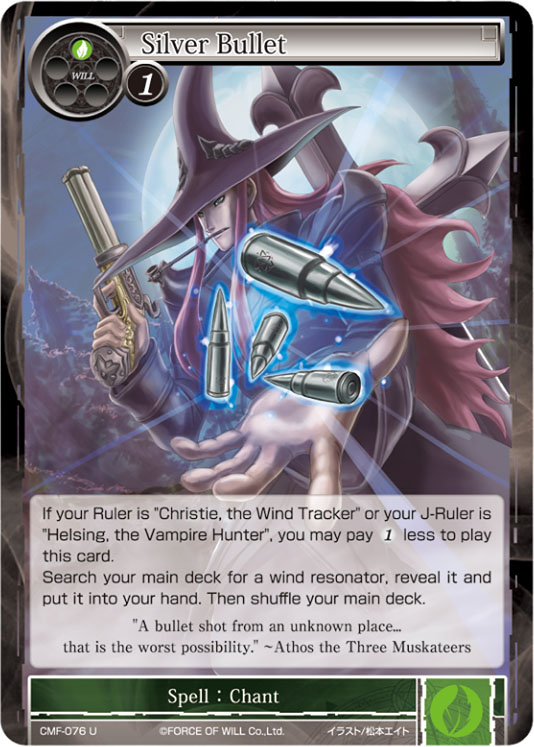 Silver Bullet
WILL
1
If your Ruler is "Christie, the Wind Tracker" or your J-Ruler is
"Helsing, the Vampire Hunter", you may pay 1 less to play
this card.
Search your main deck for a wind resonator, reveal it and
put it into your hand. Then shuffle your main deck.
"A bullet shot from an unknown place...
that is the worst possibility." ~Athos the Three Muskateers
Spell : Chant
CMF-076 U ©FORCE OF WILL Co.,Ltd. イラスト/松本エイト